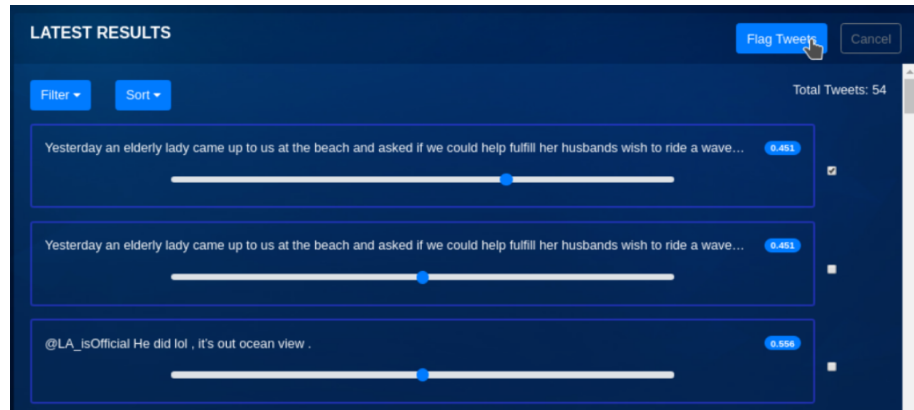 LATEST RESULTS
Flag Tweets
Cancel
Filter
Sort
Total Tweets: 54
Yesterday an elderly lady came up to us at the beach and asked if we could help fulfill her husbands wish to ride a wave...
0.451
Yesterday an elderly lady came up to us at the beach and asked if we could help fulfill her husbands wish to ride a wave...
0.451
@LA_isOfficial He did lol , it's out ocean view .
0.556